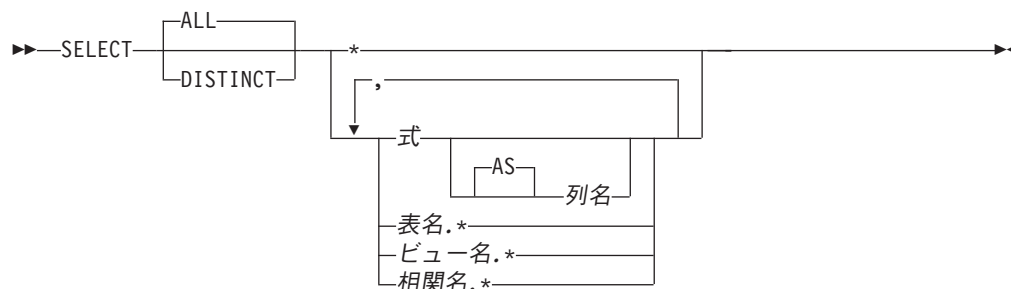 ALL
SELECT *
DISTINCT ,
式
AS
列名
表名.*
ビュー名.*
相関名.*